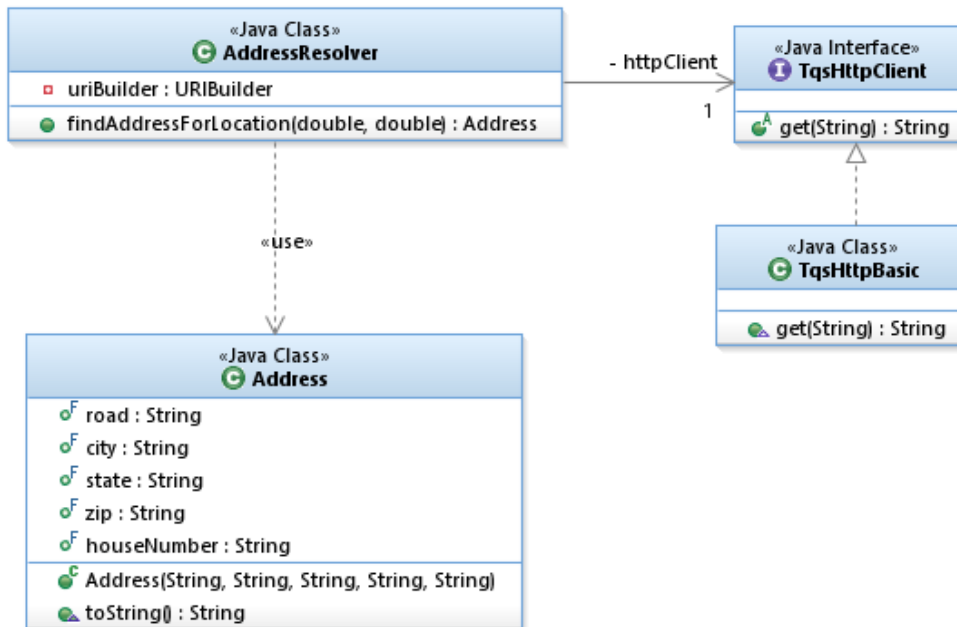 «Java Class»
AddressResolver
uriBuilder : URIBuilder
findAddressForLocation(double, double) : Address
- httpClient
1
«Java Interface»
TqsHttpClient
get(String) : String
«Java Class»
TqsHttpBasic
get(String) : String
«use»
«Java Class»
Address
road : String
city : String
state : String
zip : String
houseNumber : String
Address(String, String, String, String, String)
toString() : String